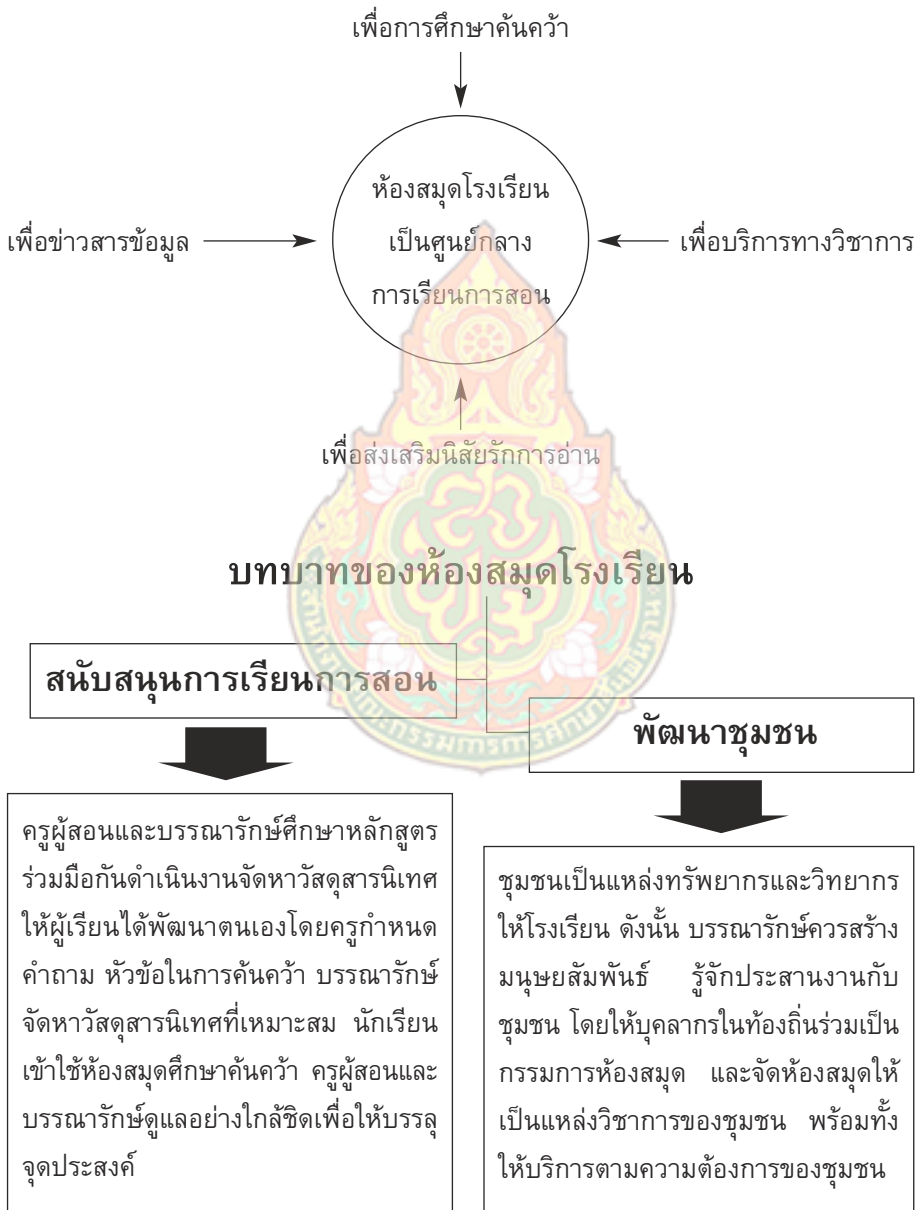 เพื่อการศึกษาค้นคว้า
ห้องสมุดโรงเรียน
เป็นศูนย์กลาง
การเรียนการสอน
เพื่อข่าวสารข้อมูล
เพื่อบริการทางวิชาการ
เพื่อส่งเสริมนิสัยรักการอ่าน
บทบาทของห้องสมุดโรงเรียน
สนับสนุนการเรียนการสอน
พัฒนาชุมชน
ครูผู้สอนและบรรณารักษ์ศึกษาหลักสูตร
ร่วมมือกันดำเนินงานจัดหาวัสดุสารนิเทศ
ให้ผู้เรียนได้พัฒนาตนเองโดยครูกำหนด
คำถาม หัวข้อในการค้นคว้า บรรณารักษ์
จัดหาวัสดุสารนิเทศที่เหมาะสม นักเรียน
เข้าใช้ห้องสมุดศึกษาค้นคว้า ครูผู้สอนและ
บรรณารักษ์ดูแลอย่างใกล้ชิดเพื่อให้บรรลุ
จุดประสงค์
ชุมชนเป็นแหล่งทรัพยากรและวิทยากร
ให้โรงเรียน ดังนั้น บรรณารักษ์ควรสร้าง
มนุษยสัมพันธ์ รู้จักประสานงานกับ
ชุมชน โดยให้บุคลากรในท้องถิ่นร่วมเป็น
กรรมการห้องสมุด และจัดห้องสมุดให้
เป็นแหล่งวิชาการของชุมชน พร้อมทั้ง
ให้บริการตามความต้องการของชุมชน